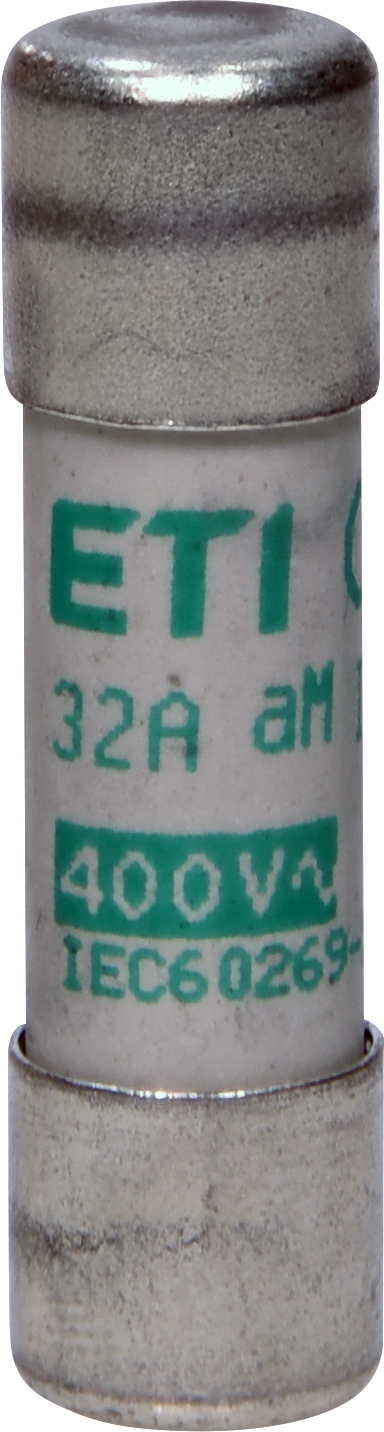 ETI
32A aM
400V~
IEC60269-